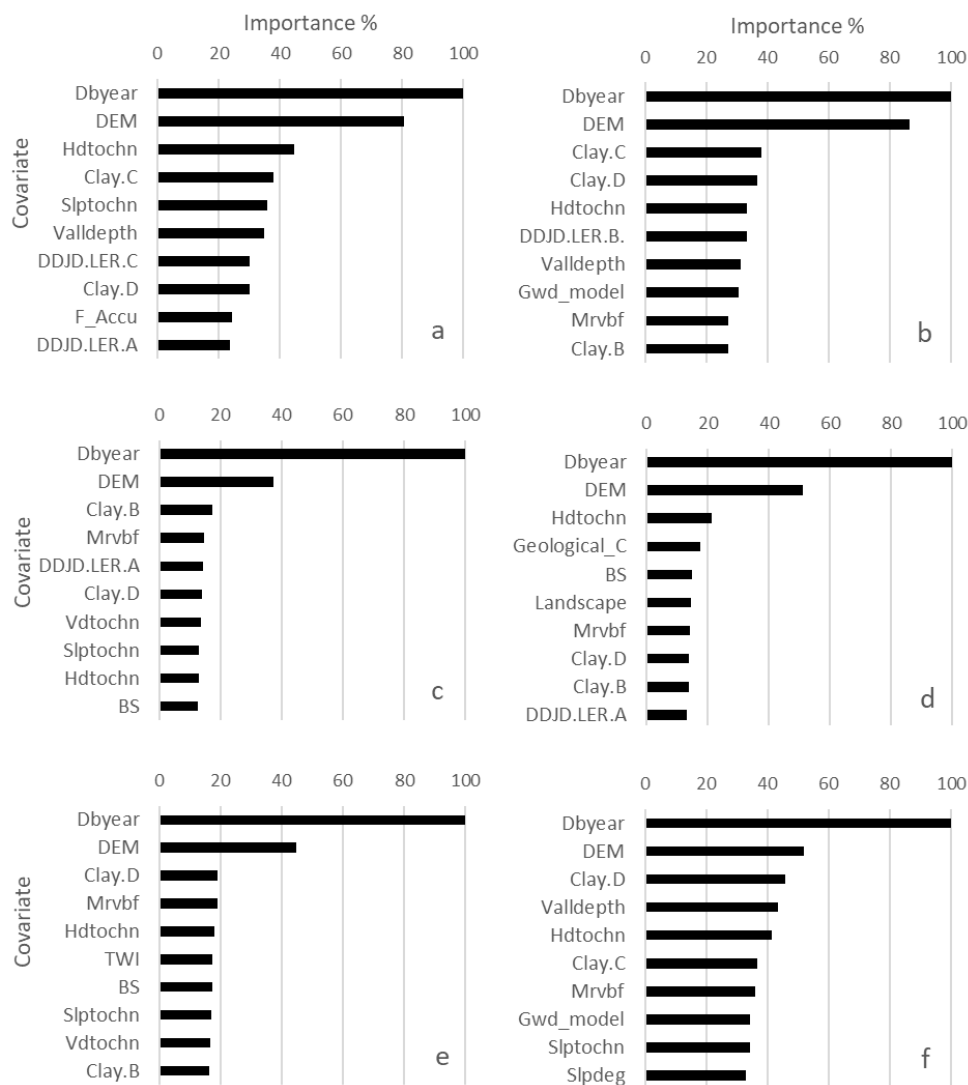 Importance %
0 20 40 60 80 100
Covariate
Dbyear
DEM
Hdtochn
Clay.C
Slptochn
Valldepth
DDJD.LER.C
Clay.D
F_Accu
DDJD.LER.A
a
Importance %
0 20 40 60 80 100
Dbyear
DEM
Clay.C
Clay.D
Hdtochn
DDJD.LER.B.
Valldepth
Gwd_model
Mrvbf
Clay.B
b
0 20 40 60 80 100
Covariate
Dbyear
DEM
Clay.B
Mrvbf
DDJD.LER.A
Clay.D
Vdtochn
Slptochn
Hdtochn
BS
c
0 20 40 60 80 100
Dbyear
DEM
Hdtochn
Geological_C
BS
Landscape
Mrvbf
Clay.D
Clay.B
DDJD.LER.A
d
0 20 40 60 80 100
Covariate
Dbyear
DEM
Clay.D
Mrvbf
Hdtochn
TWI
BS
Slptochn
Vdtochn
Clay.B
e
0 20 40 60 80 100
Dbyear
DEM
Clay.D
Valldepth
Hdtochn
Clay.C
Mrvbf
Gwd_model
Slptochn
Slpdeg
f